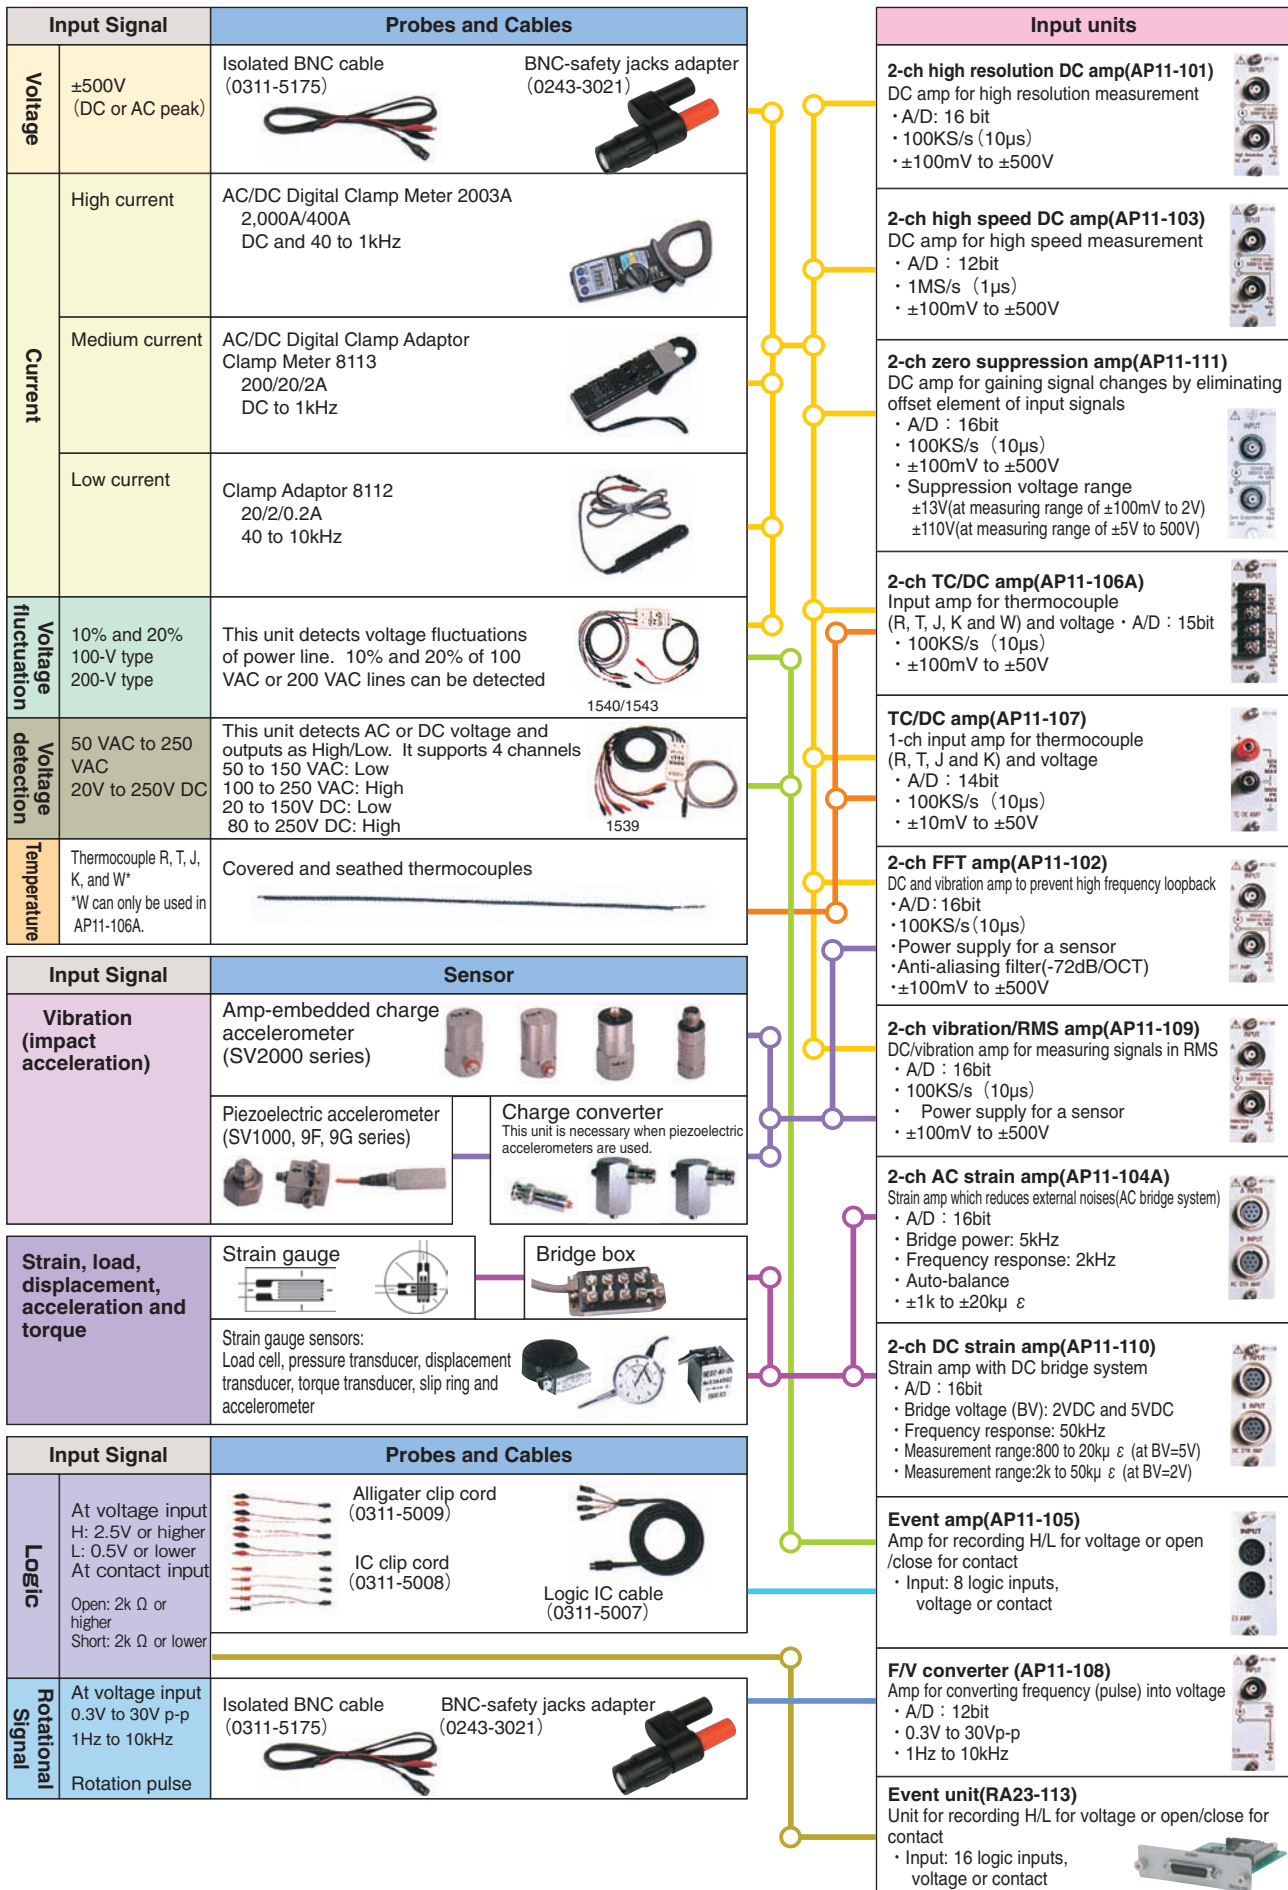 Input Signal
Probes and Cables
Voltage
±500V
(DC or AC peak)
Isolated BNC cable
(0311-5175)
BNC-safety jacks adapter
(0243-3021)
Current
High current
AC/DC Digital Clamp Meter 2003A
2,000A/400A
DC and 40 to 1kHz
Medium current
AC/DC Digital Clamp Adaptor
Clamp Meter 8113
200/20/2A
DC to 1kHz
Low current
Clamp Adaptor 8112
20/2/0.2A
40 to 10kHz
Voltage
fluctuation
10% and 20%
100-V type
200-V type
This unit detects voltage fluctuations
of power line. 10% and 20% of 100
VAC or 200 VAC lines can be detected
1540/1543
Voltage
detection
50 VAC to 250
VAC
20V to 250V DC
This unit detects AC or DC voltage and
outputs as High/Low. It supports 4 channels
50 to 150 VAC: Low
100 to 250 VAC: High
20 to 150V DC: Low
80 to 250V DC: High
1539
Temperature
Thermocouple R, T, J,
K, and W*
*W can only be used in
AP11-106A.
Covered and seathed thermocouples
Input Signal
Sensor
Vibration
(impact
acceleration)
Amp-embedded charge
accelerometer
(SV2000 series)
Piezoelectric accelerometer
(SV1000, 9F, 9G series)
Charge converter
This unit is necessary when piezoelectric
accelerometers are used.
Strain, load,
displacement,
acceleration and
torque
Strain gauge
Bridge box
Strain gauge sensors:
Load cell, pressure transducer, displacement
transducer, torque transducer, slip ring and
accelerometer
Input Signal
Probes and Cables
Logic
At voltage input
H: 2.5V or higher
L: 0.5V or lower
At contact input
Open: 2k Ω or
higher
Short: 2k Ω or lower
Alligater clip cord
(0311-5009)
IC clip cord
(0311-5008)
Logic IC cable
(0311-5007)
Rotational
Signal
At voltage input
0.3V to 30V p-p
1Hz to 10kHz
Rotation pulse
Isolated BNC cable
(0311-5175)
BNC-safety jacks adapter
(0243-3021)
Input units
2-ch high resolution DC amp(AP11-101)
DC amp for high resolution measurement
・A/D: 16 bit
・100KS/s (10µs)
・±100mV to ±500V
2-ch high speed DC amp(AP11-103)
DC amp for high speed measurement
・A/D：12bit
・1MS/s (1µs)
・±100mV to ±500V
2-ch zero suppression amp(AP11-111)
DC amp for gaining signal changes by eliminating
offset element of input signals
・A/D：16bit
・100KS/s (10µs)
・±100mV to ±500V
・Suppression voltage range
±13V(at measuring range of ±100mV to 2V)
±110V(at measuring range of ±5V to 500V)
2-ch TC/DC amp(AP11-106A)
Input amp for thermocouple
(R, T, J, K and W) and voltage・A/D：15bit
・100KS/s (10µs)
・±100mV to ±50V
TC/DC amp(AP11-107)
1-ch input amp for thermocouple
(R, T, J and K) and voltage
・A/D：14bit
・100KS/s (10µs)
・±10mV to ±50V
2-ch FFT amp(AP11-102)
DC and vibration amp to prevent high frequency loopback
・A/D:16bit
・100KS/s(10µs)
・Power supply for a sensor
・Anti-aliasing filter(-72dB/OCT)
・±100mV to ±500V
2-ch vibration/RMS amp(AP11-109)
DC/vibration amp for measuring signals in RMS
・A/D：16bit
・100KS/s (10µs)
・ Power supply for a sensor
・±100mV to ±500V
2-ch AC strain amp(AP11-104A)
Strain amp which reduces external noises(AC bridge system)
・A/D：16bit
・Bridge power: 5kHz
・Frequency response: 2kHz
・Auto-balance
・±1k to ±20kµ ε
2-ch DC strain amp(AP11-110)
Strain amp with DC bridge system
・A/D：16bit
・Bridge voltage (BV): 2VDC and 5VDC
・Frequency response: 50kHz
・Measurement range:800 to 20kµ ε (at BV=5V)
・Measurement range:2k to 50kµ ε (at BV=2V)
Event amp(AP11-105)
Amp for recording H/L for voltage or open
/close for contact
・Input: 8 logic inputs,
voltage or contact
F/V converter (AP11-108)
Amp for converting frequency (pulse) into voltage
・A/D：12bit
・0.3V to 30Vp-p
・1Hz to 10kHz
Event unit(RA23-113)
Unit for recording H/L for voltage or open/close for
contact
・Input: 16 logic inputs,
voltage or contact